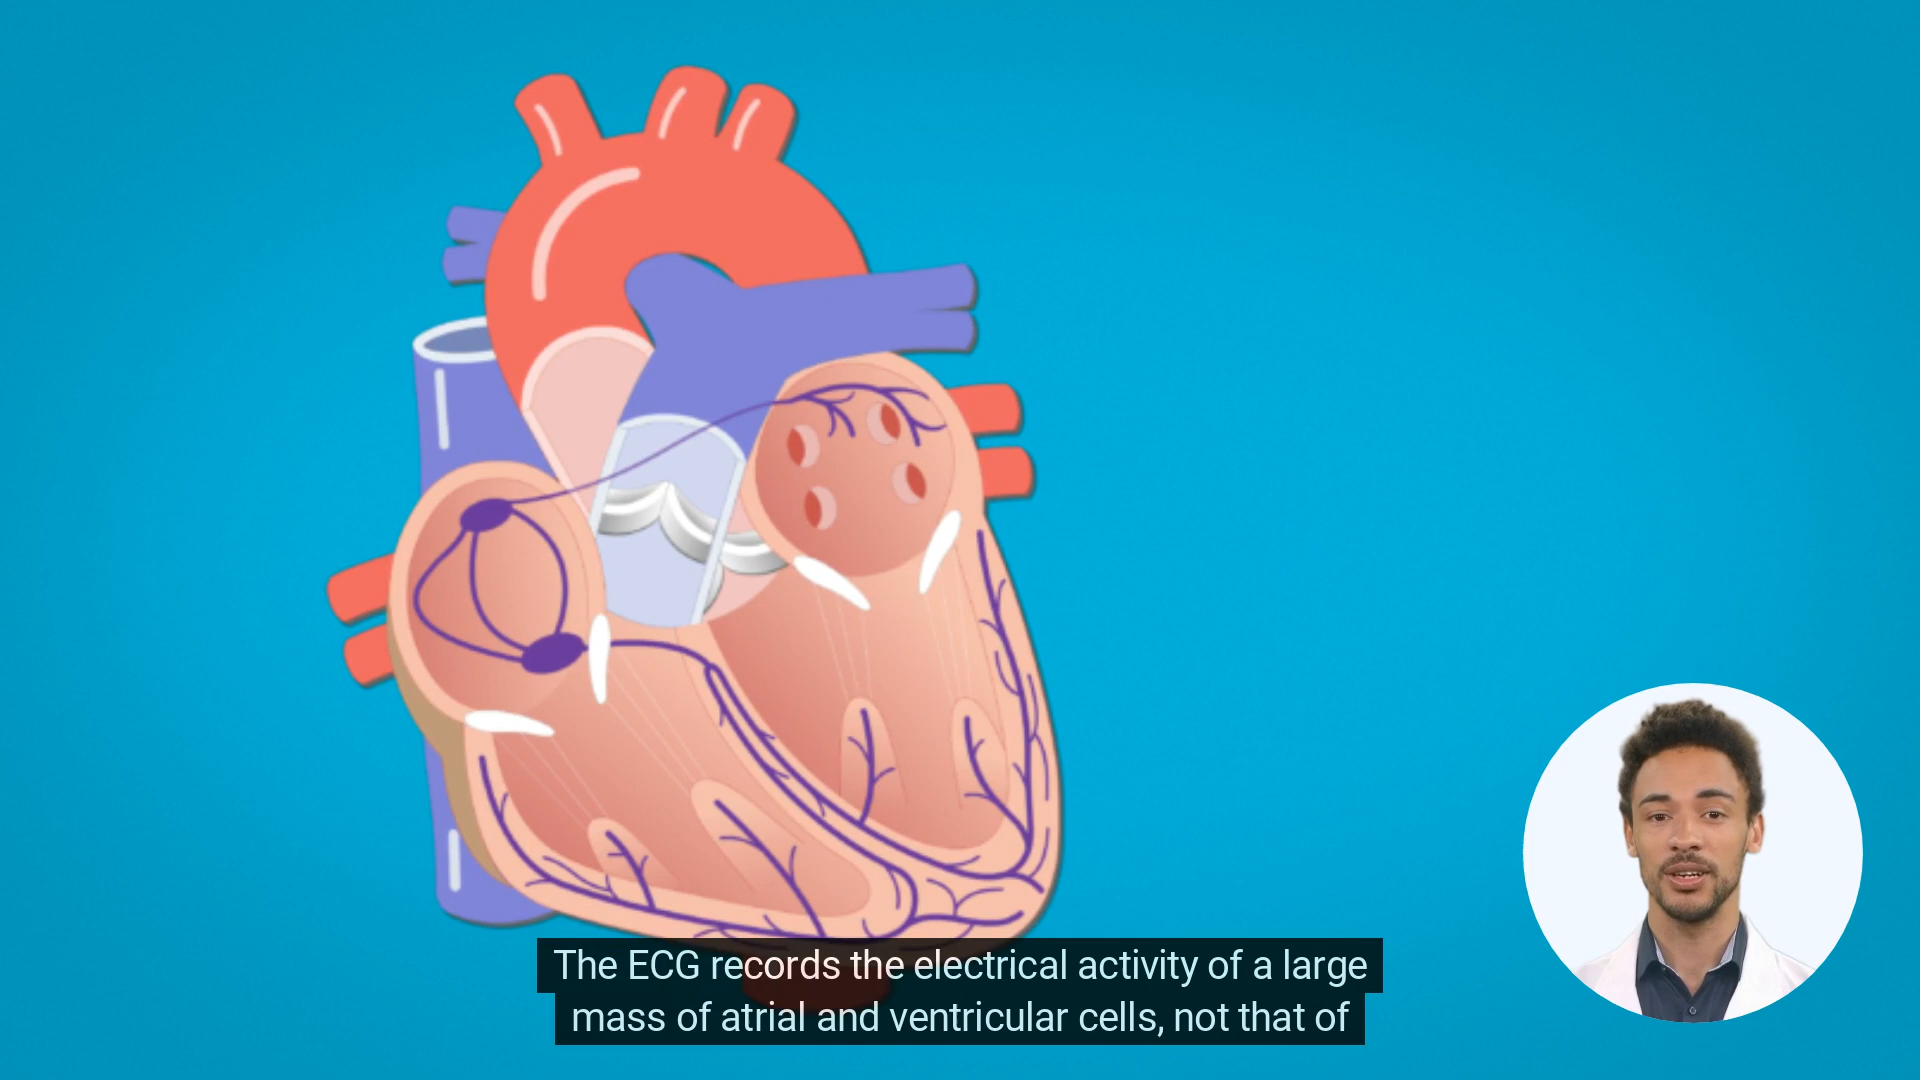 The ECG records the electrical activity of a large
mass of atrial and ventricular cells, not that of